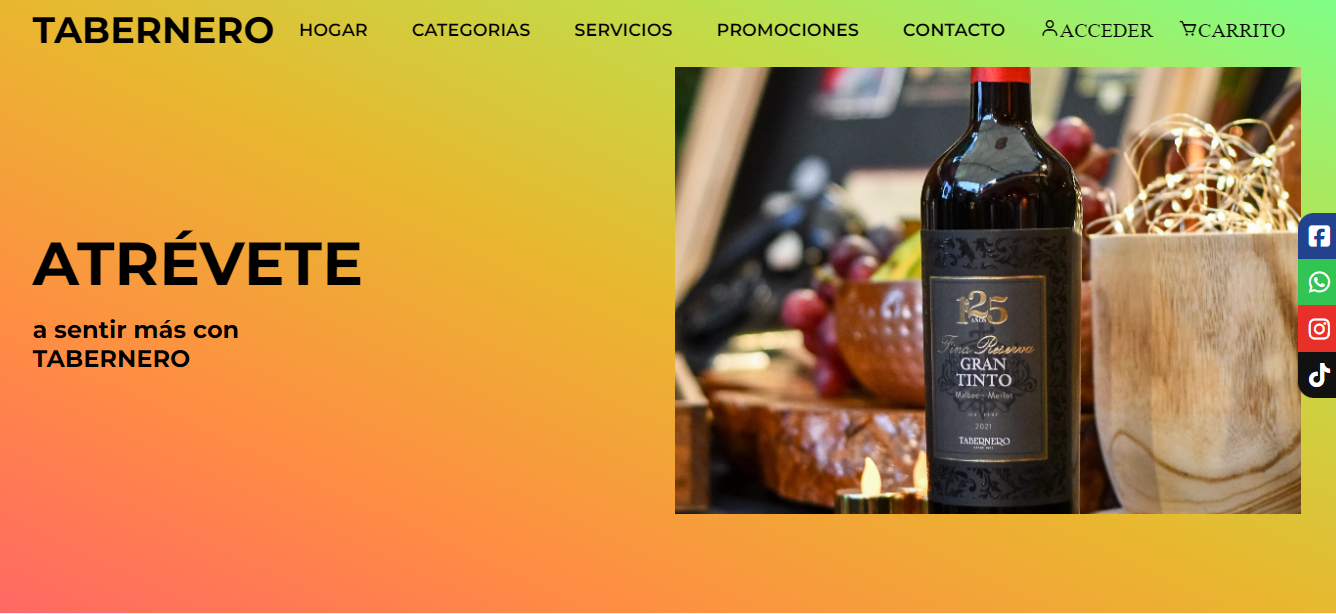 TABERNERO HOGAR CATEGORIAS SERVICIOS PROMOCIONES CONTACTO ACCEDER CARRITO
ATRÉVETE
a sentir más con
TABERNERO
125
AÑOS
Fina Reserva
GRAN
TINTO
Malbec - Merlot
2021
TABERNERO